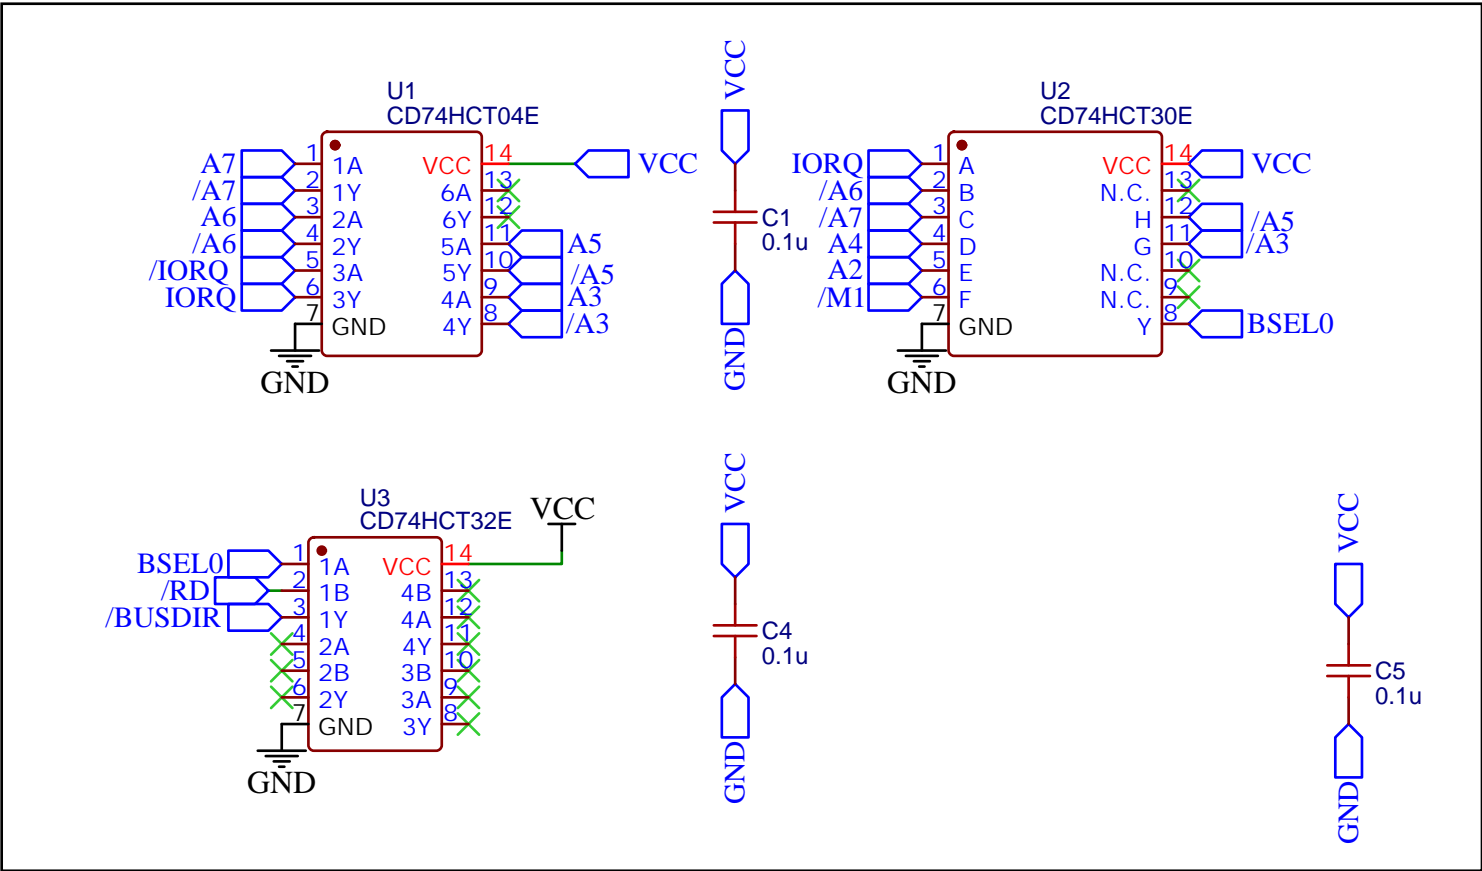 U1
CD74HCT04E
A7 1 1A VCC 14 VCC
/A7 2 1Y 6A 13
A6 3 2A 6Y 12
/A6 4 2Y 5A 11 A5
/IORQ 5 3A 5Y 10 /A5
IORQ 6 3Y 4A 9 A3
7 GND 4Y 8 /A3
GND
VCC
C1
0.1u
GND
U2
CD74HCT30E
IORQ 1 A VCC 14 VCC
/A6 2 B N.C. 13
/A7 3 C H 12 /A5
A4 4 D G 11 /A3
A2 5 E N.C. 10
/M1 6 F N.C. 9
7 GND Y 8 BSEL0
GND
U3
CD74HCT32E
VCC
BSEL0 1 1A VCC 14
/RD 2 1B 4B 13
/BUSDIR 3 1Y 4A 12
4 2A 4Y 11
5 2B 3B 10
6 2Y 3A 9
7 GND 3Y 8
GND
VCC
C4
0.1u
GND
VCC
C5
0.1u
GND